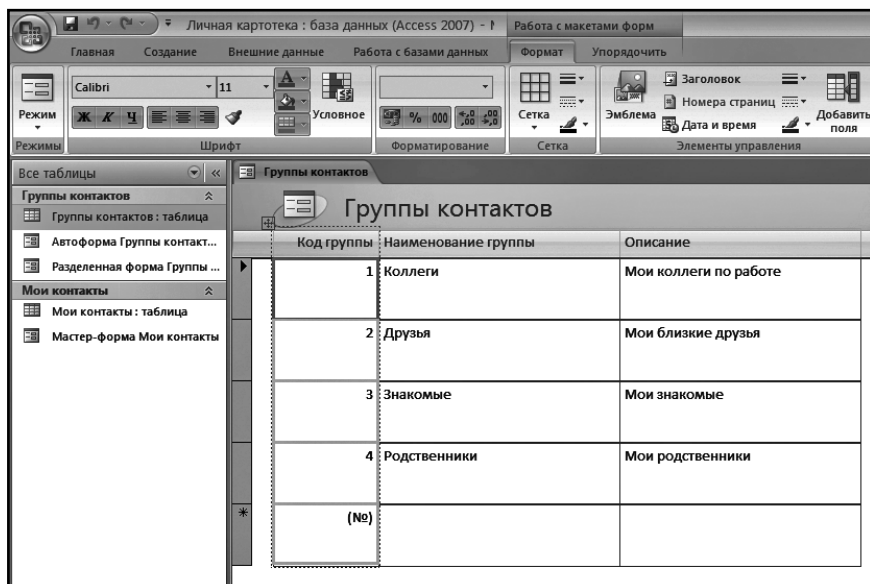 Личная картотека : база данных (Access 2007) - М Работа с макетами форм
Главная Создание Внешние данные Работа с базами данных Формат Упорядочить
Calibri 11
Ж К Ч
Режим
Условное
% 000
Сетка
Эмблема
Заголовок
Номера страниц
Дата и время
Добавить
поля
Режимы Шрифт Форматирование Сетка Элементы управления
Все таблицы «
Группы контактов
Группы контактов : таблица
Автоформа Группы контакт...
Разделенная форма Группы ...
Мои контакты
Мои контакты : таблица
Мастер-форма Мои контакты
Группы контактов
Группы контактов
Код группы Наименование группы Описание
1 Коллеги Мои коллеги по работе
2 Друзья Мои близкие друзья
3 Знакомые Мои знакомые
4 Родственники Мои родственники
* (№)